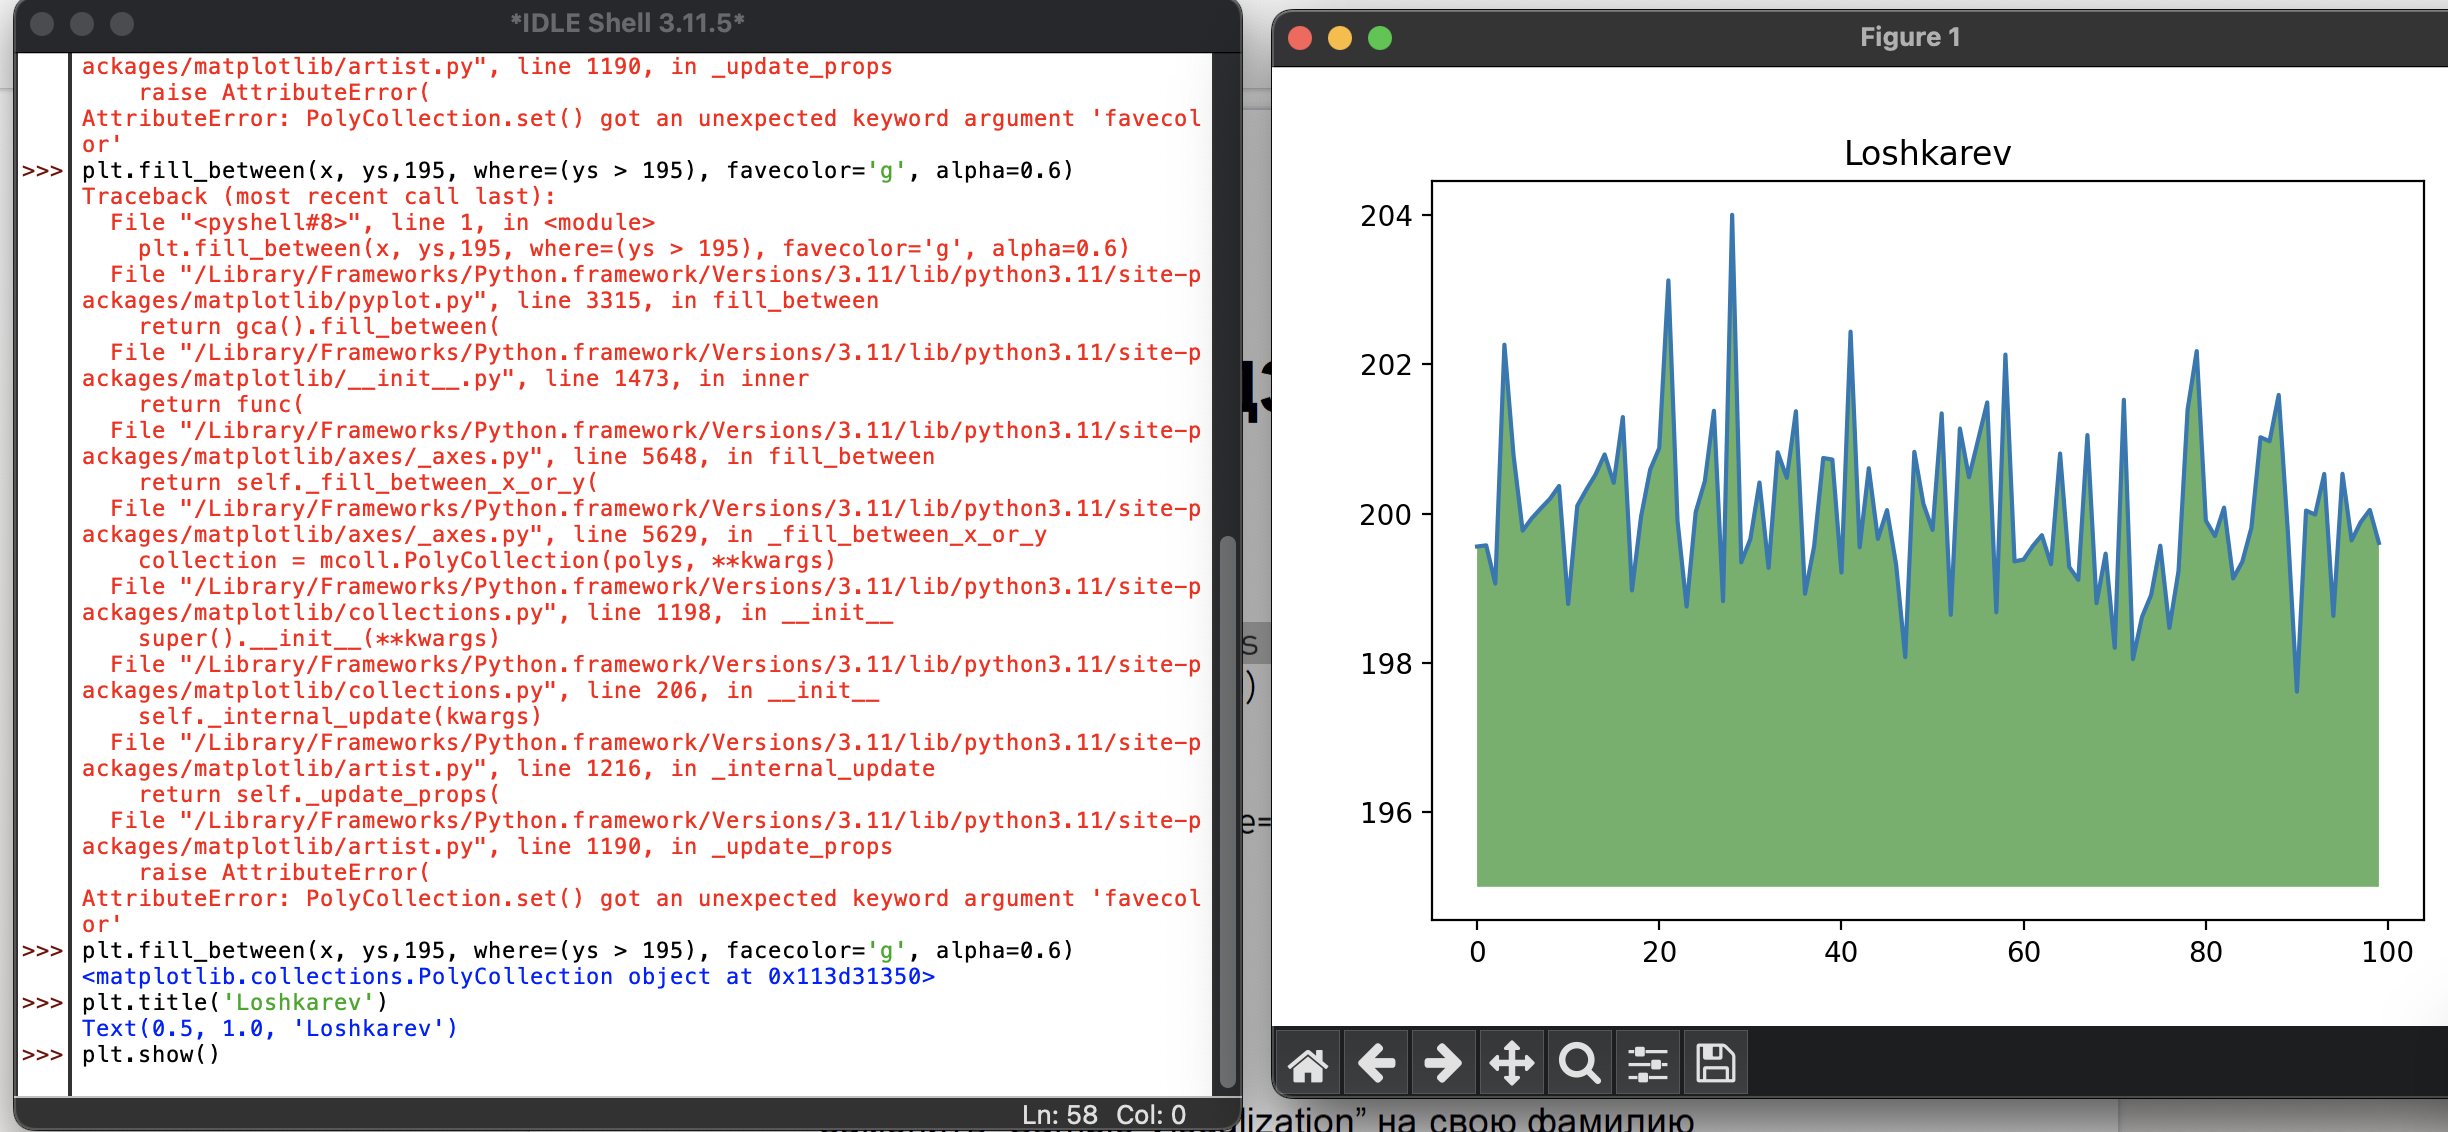 *IDLE Shell 3.11.5*
ackages/matplotlib/artist.py", line 1190, in _update_props
raise AttributeError(
AttributeError: PolyCollection.set() got an unexpected keyword argument 'favecol
or'
>>> plt.fill_between(x, ys,195, where=(ys > 195), favecolor='g', alpha=0.6)
Traceback (most recent call last):
File "<pyshell#8>", line 1, in <module>
plt.fill_between(x, ys,195, where=(ys > 195), favecolor='g', alpha=0.6)
File "/Library/Frameworks/Python.framework/Versions/3.11/lib/python3.11/site-p
ackages/matplotlib/pyplot.py", line 3315, in fill_between
return gca().fill_between(
File "/Library/Frameworks/Python.framework/Versions/3.11/lib/python3.11/site-p
ackages/matplotlib/__init__.py", line 1473, in inner
return func(
File "/Library/Frameworks/Python.framework/Versions/3.11/lib/python3.11/site-p
ackages/matplotlib/axes/_axes.py", line 5648, in fill_between
return self._fill_between_x_or_y(
File "/Library/Frameworks/Python.framework/Versions/3.11/lib/python3.11/site-p
ackages/matplotlib/axes/_axes.py", line 5629, in _fill_between_x_or_y
collection = mcoll.PolyCollection(polys, **kwargs)
File "/Library/Frameworks/Python.framework/Versions/3.11/lib/python3.11/site-p
ackages/matplotlib/collections.py", line 1198, in __init__
super().__init__(**kwargs)
File "/Library/Frameworks/Python.framework/Versions/3.11/lib/python3.11/site-p
ackages/matplotlib/collections.py", line 206, in __init__
self._internal_update(kwargs)
File "/Library/Frameworks/Python.framework/Versions/3.11/lib/python3.11/site-p
ackages/matplotlib/artist.py", line 1216, in _internal_update
return self._update_props(
File "/Library/Frameworks/Python.framework/Versions/3.11/lib/python3.11/site-p
ackages/matplotlib/artist.py", line 1190, in _update_props
raise AttributeError(
AttributeError: PolyCollection.set() got an unexpected keyword argument 'favecol
or'
>>> plt.fill_between(x, ys,195, where=(ys > 195), facecolor='g', alpha=0.6)
<matplotlib.collections.PolyCollection object at 0x113d31350>
>>> plt.title('Loshkarev')
Text(0.5, 1.0, 'Loshkarev')
>>> plt.show()
Ln: 58 Col: 0
Figure 1
Loshkarev
204
202
200
198
196
0 20 40 60 80 100
s
)
e=
lization” на свою фамилию